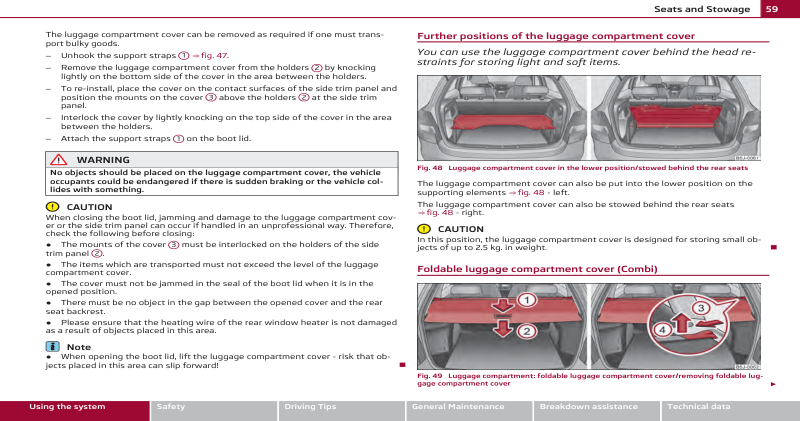 Seats and Stowage 59
The luggage compartment cover can be removed as required if one must trans-
port bulky goods.
– Unhook the support straps 1 ⇒ fig. 47.
– Remove the luggage compartment cover from the holders 2 by knocking
lightly on the bottom side of the cover in the area between the holders.
– To re-install, place the cover on the contact surfaces of the side trim panel and
position the mounts on the cover 3 above the holders 2 at the side trim
panel.
– Interlock the cover by lightly knocking on the top side of the cover in the area
between the holders.
– Attach the support straps 1 on the boot lid.
WARNING
No objects should be placed on the luggage compartment cover, the vehicle
occupants could be endangered if there is sudden braking or the vehicle col-
lides with something.
CAUTION
When closing the boot lid, jamming and damage to the luggage compartment cov-
er or the side trim panel can occur if handled in an unprofessional way. Therefore,
check the following before closing:
• The mounts of the cover 3 must be interlocked on the holders of the side
trim panel 2.
• The items which are transported must not exceed the level of the luggage
compartment cover.
• The cover must not be jammed in the seal of the boot lid when it is in the
opened position.
• There must be no object in the gap between the opened cover and the rear
seat backrest.
• Please ensure that the heating wire of the rear window heater is not damaged
as a result of objects placed in this area.
Note
• When opening the boot lid, lift the luggage compartment cover - risk that ob-
jects placed in this area can slip forward!
Further positions of the luggage compartment cover
You can use the luggage compartment cover behind the head re-
straints for storing light and soft items.
B5J-0061
Fig. 48 Luggage compartment cover in the lower position/stowed behind the rear seats
The luggage compartment cover can also be put into the lower position on the
supporting elements ⇒ fig. 48 - left.
The luggage compartment cover can also be stowed behind the rear seats
⇒ fig. 48 - right.
CAUTION
In this position, the luggage compartment cover is designed for storing small ob-
jects of up to 2.5 kg. in weight.
Foldable luggage compartment cover (Combi)
1
2
3
4
B5J-0062
Fig. 49 Luggage compartment: foldable luggage compartment cover/removing foldable lug-
gage compartment cover
Using the system Safety Driving Tips General Maintenance Breakdown assistance Technical data